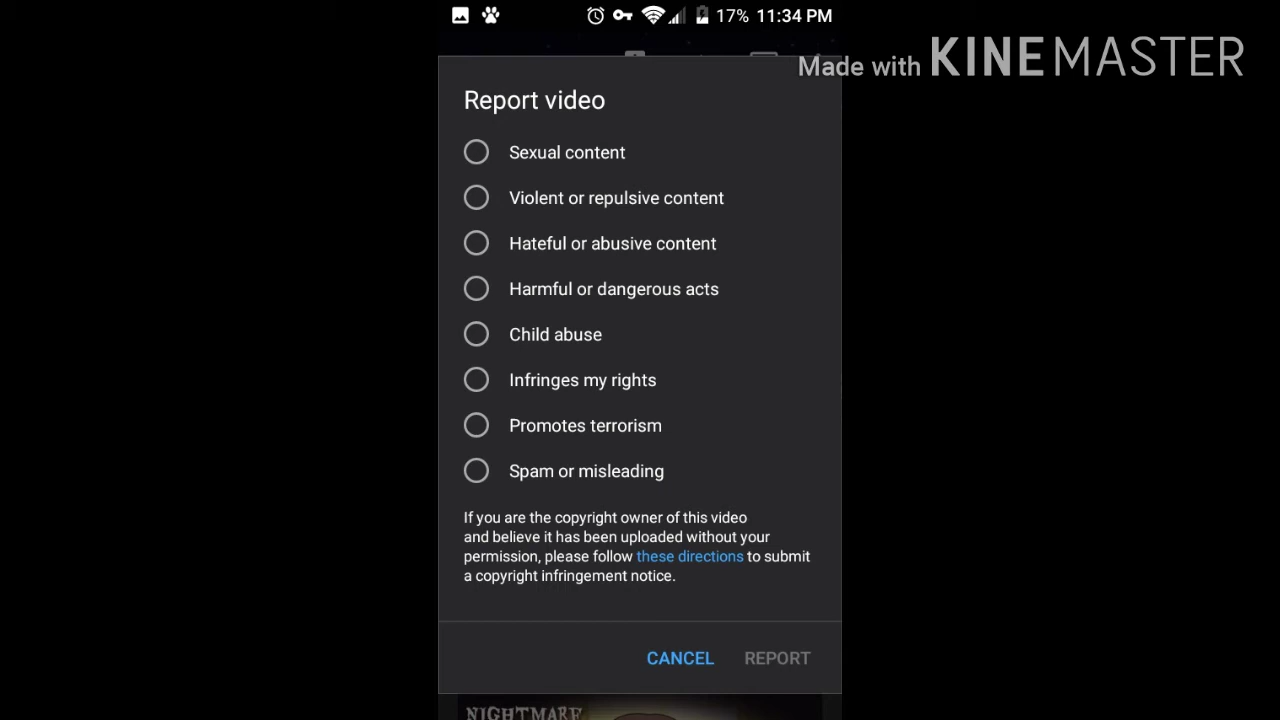 17% 11:34 PM
Made with KINEMASTER
Report video
Sexual content
Violent or repulsive content
Hateful or abusive content
Harmful or dangerous acts
Child abuse
Infringes my rights
Promotes terrorism
Spam or misleading
If you are the copyright owner of this video
and believe it has been uploaded without your
permission, please follow these directions to submit
a copyright infringement notice.
CANCEL REPORT
NIGHTMARE